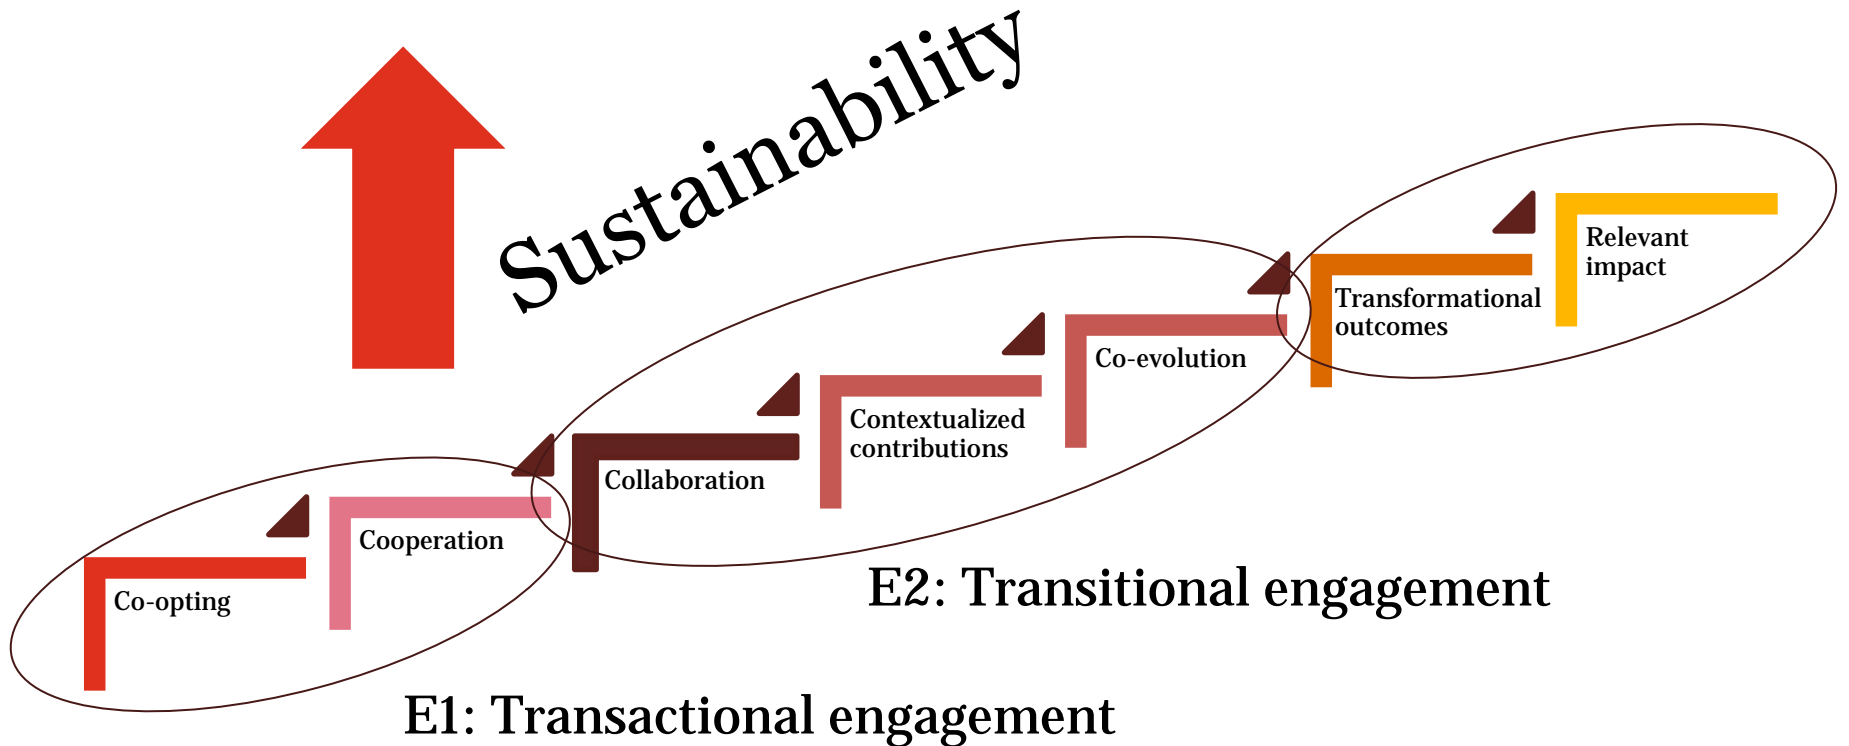 Sustainability
Relevant
impact
Transformational
outcomes
Co-evolution
Contextualized
contributions
Collaboration
Cooperation
Co-opting
E2: Transitional engagement
E1: Transactional engagement